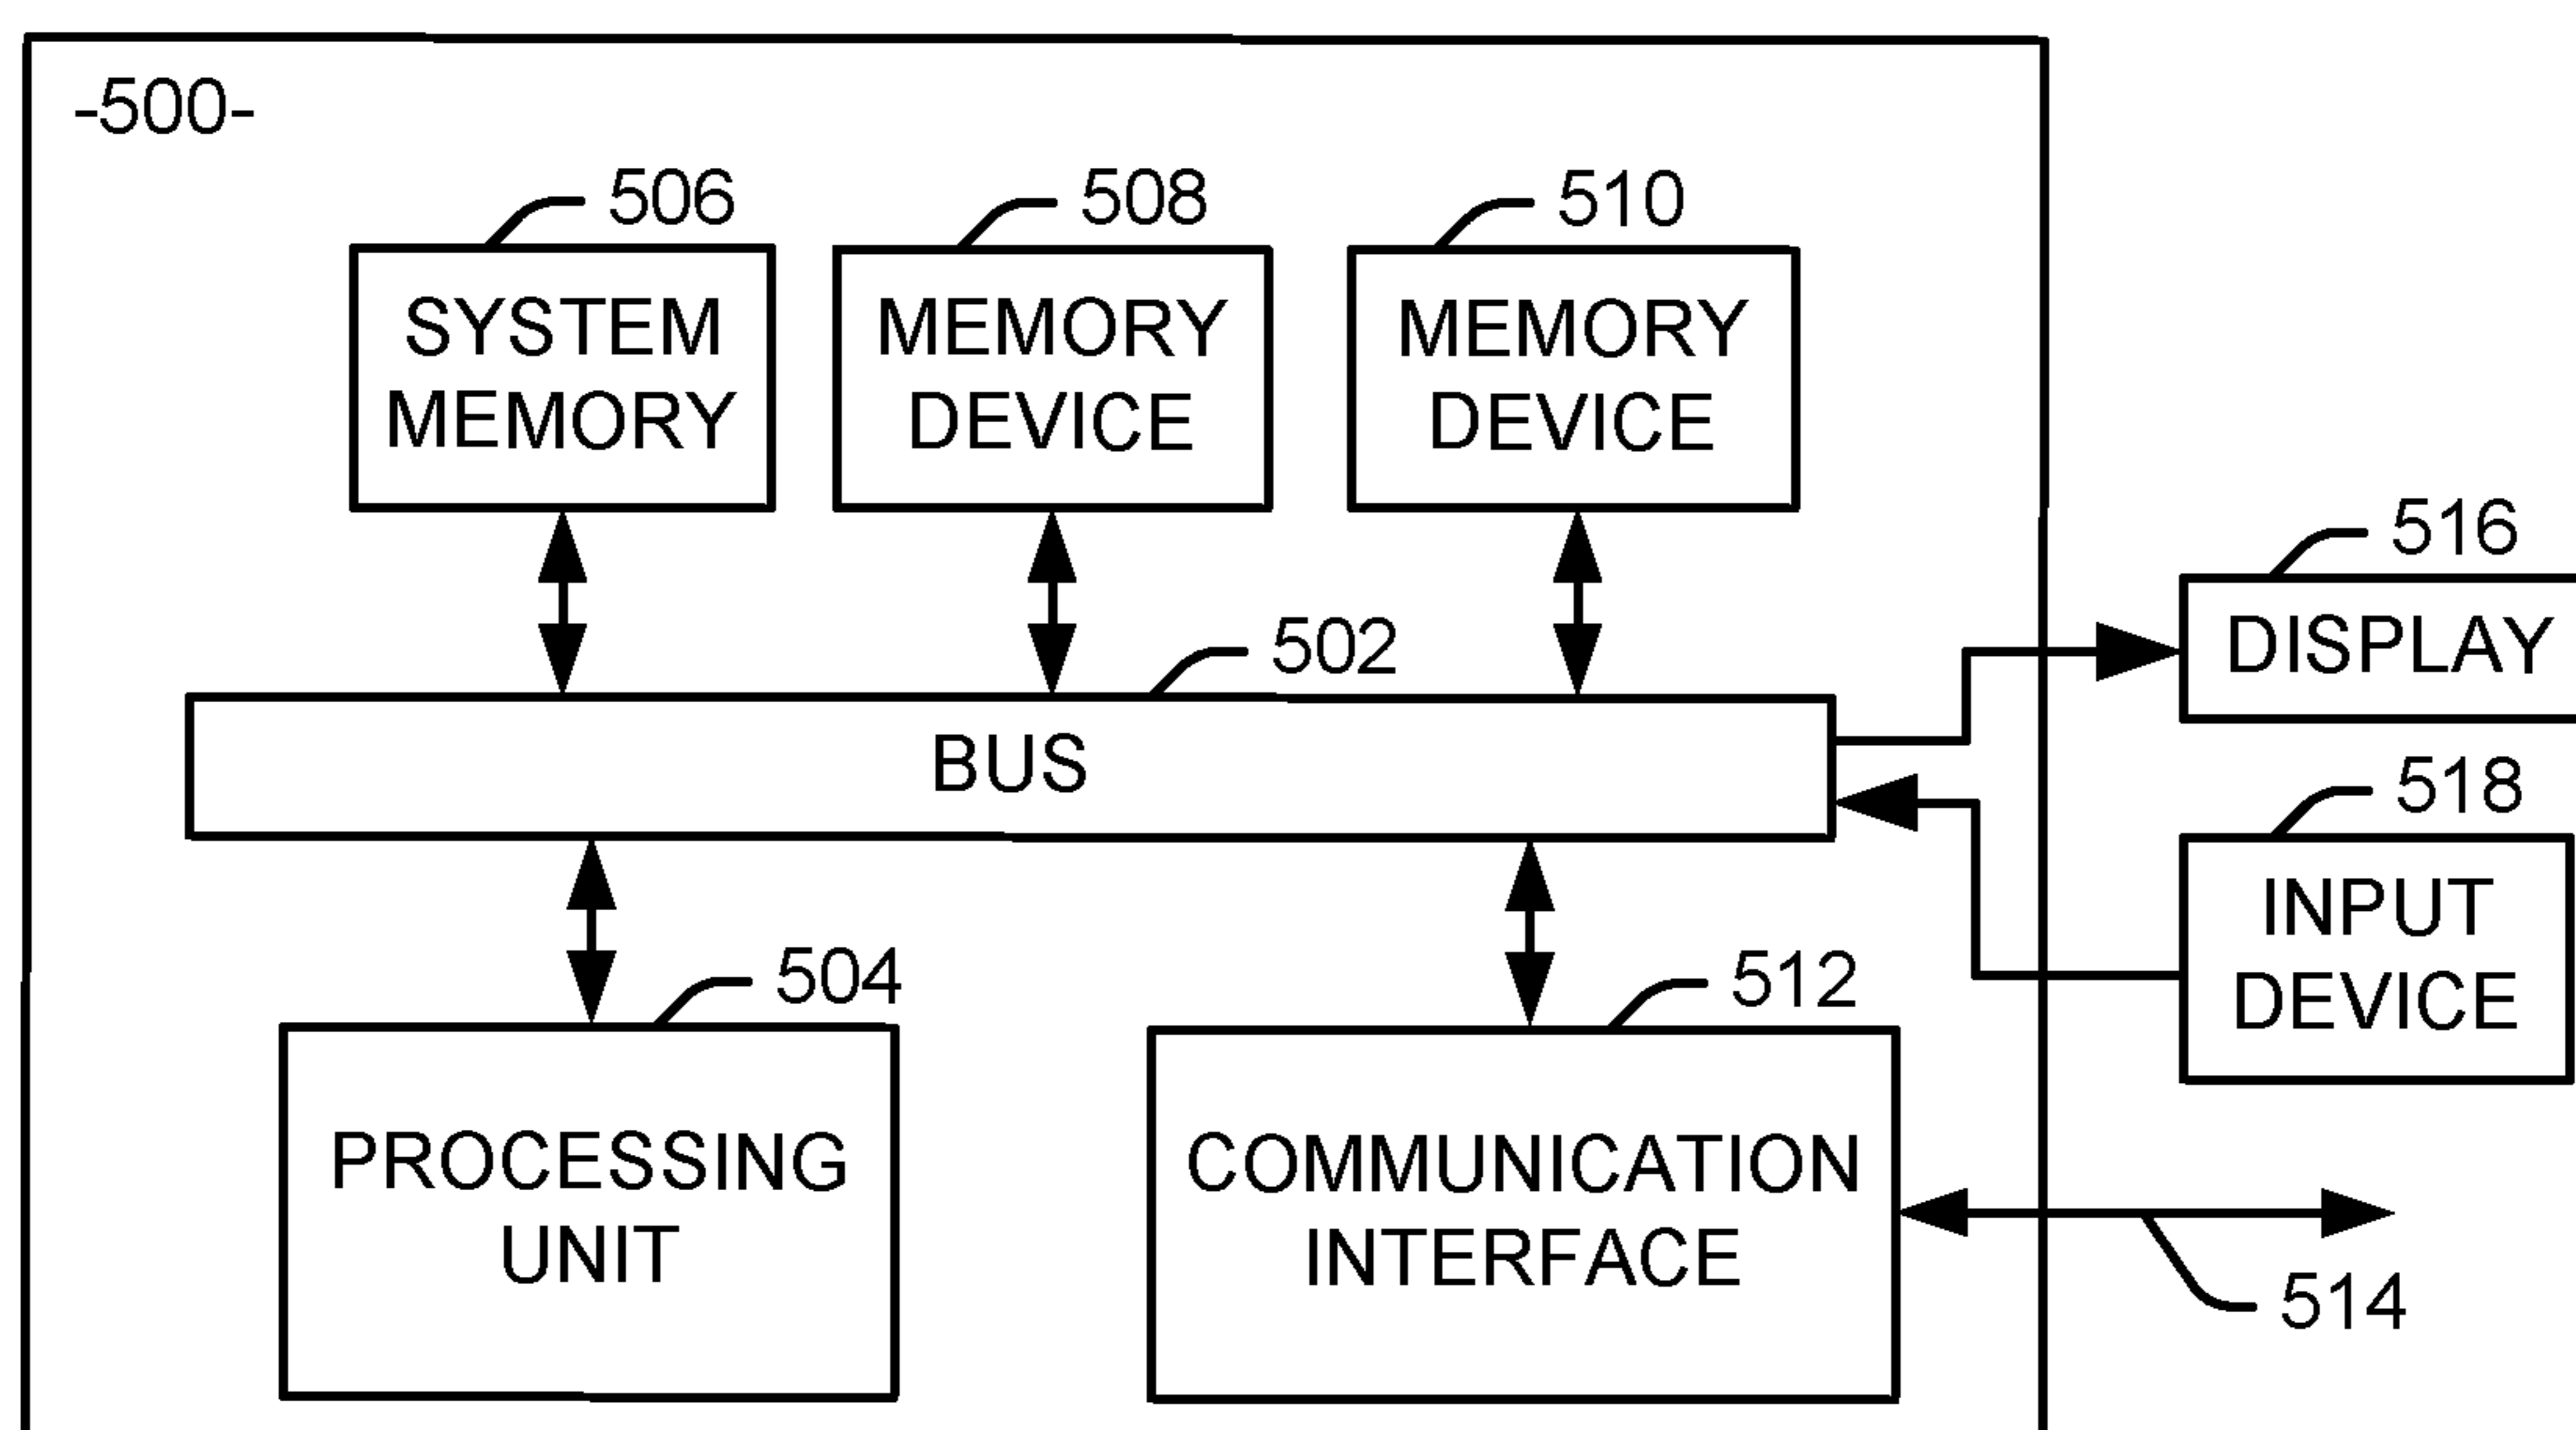 -500-
506
508
510
SYSTEM
MEMORY
MEMORY
DEVICE
MEMORY
DEVICE
516
DISPLAY
502
BUS
518
INPUT
DEVICE
504
512
PROCESSING
UNIT
COMMUNICATION
INTERFACE
514